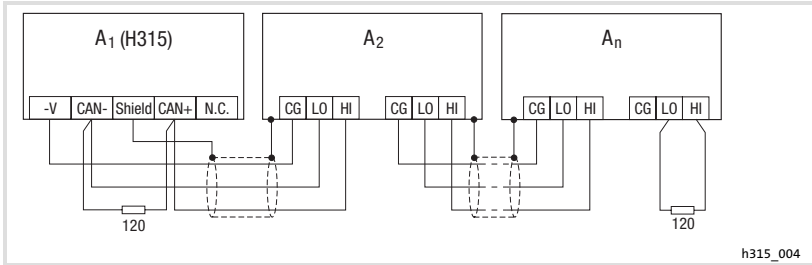 A1 (H315) A2 An
-V CAN- Shield CAN+ N.C. CG LO HI CG LO HI CG LO HI CG LO HI
120 120
h315_004